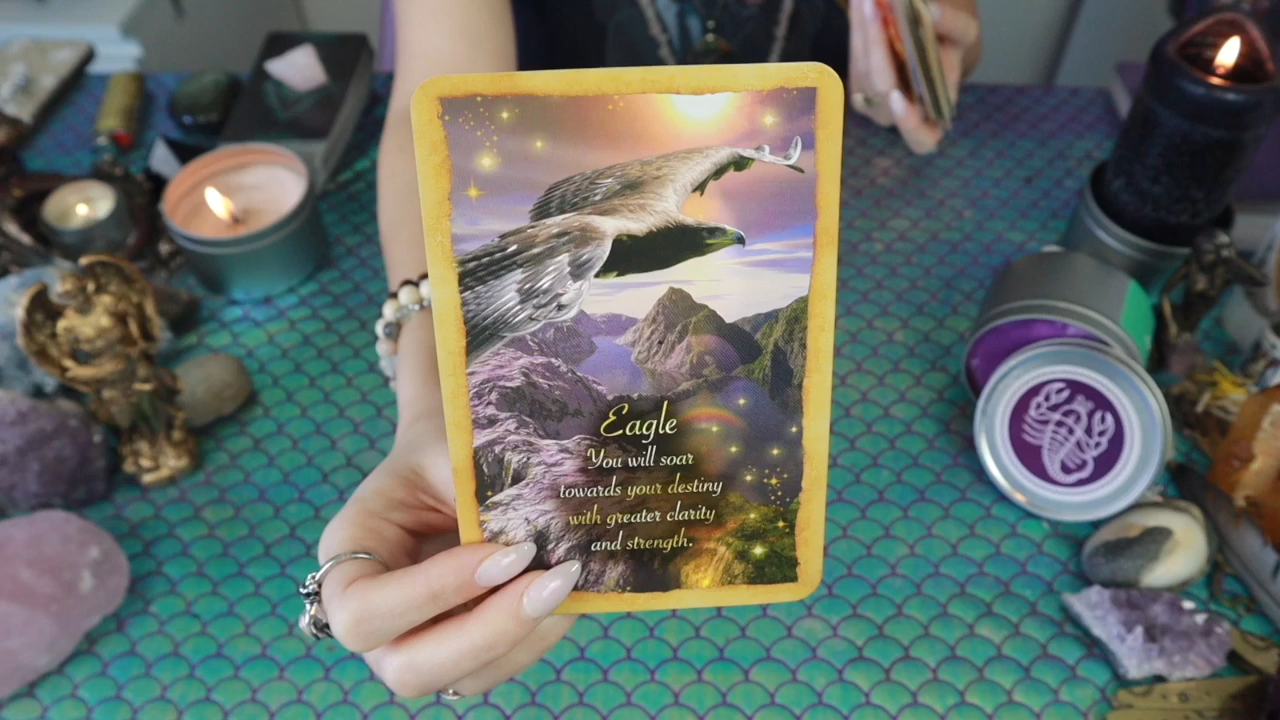 Eagle
You will soar
towards your destiny
with greater clarity
and strength.